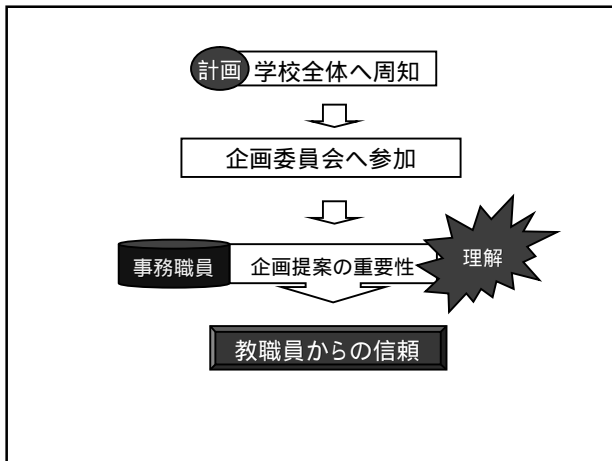 計画 学校全体へ周知
企画委員会へ参加
事務職員 企画提案の重要性 理解
教職員からの信頼